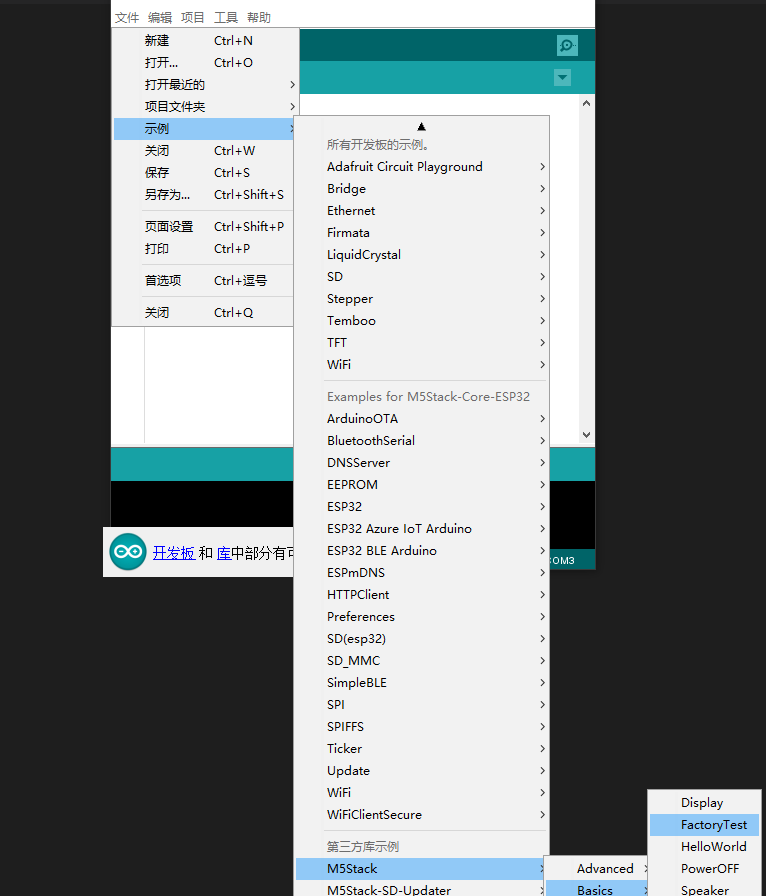 文件 编辑 项目 工具 帮助
新建 Ctrl+N
打开... Ctrl+O
打开最近的
项目文件夹
示例
关闭 Ctrl+W
保存 Ctrl+S
另存为... Ctrl+Shift+S
页面设置 Ctrl+Shift+P
打印 Ctrl+P
首选项 Ctrl+逗号
关闭 Ctrl+Q
所有开发板的示例。
Adafruit Circuit Playground
Bridge
Ethernet
Firmata
LiquidCrystal
SD
Stepper
Temboo
TFT
WiFi
Examples for M5Stack-Core-ESP32
ArduinoOTA
BluetoothSerial
DNSServer
EEPROM
ESP32
ESP32 Azure IoT Arduino
ESP32 BLE Arduino
ESPmDNS
HTTPClient
Preferences
SD(esp32)
SD_MMC
SimpleBLE
SPI
SPIFFS
Ticker
Update
WiFi
WiFiClientSecure
第三方库示例
M5Stack
M5Stack-SD-Updater
开发板 和 库中部分有可
COM3
Advanced
Basics
Display
FactoryTest
HelloWorld
PowerOFF
Speaker